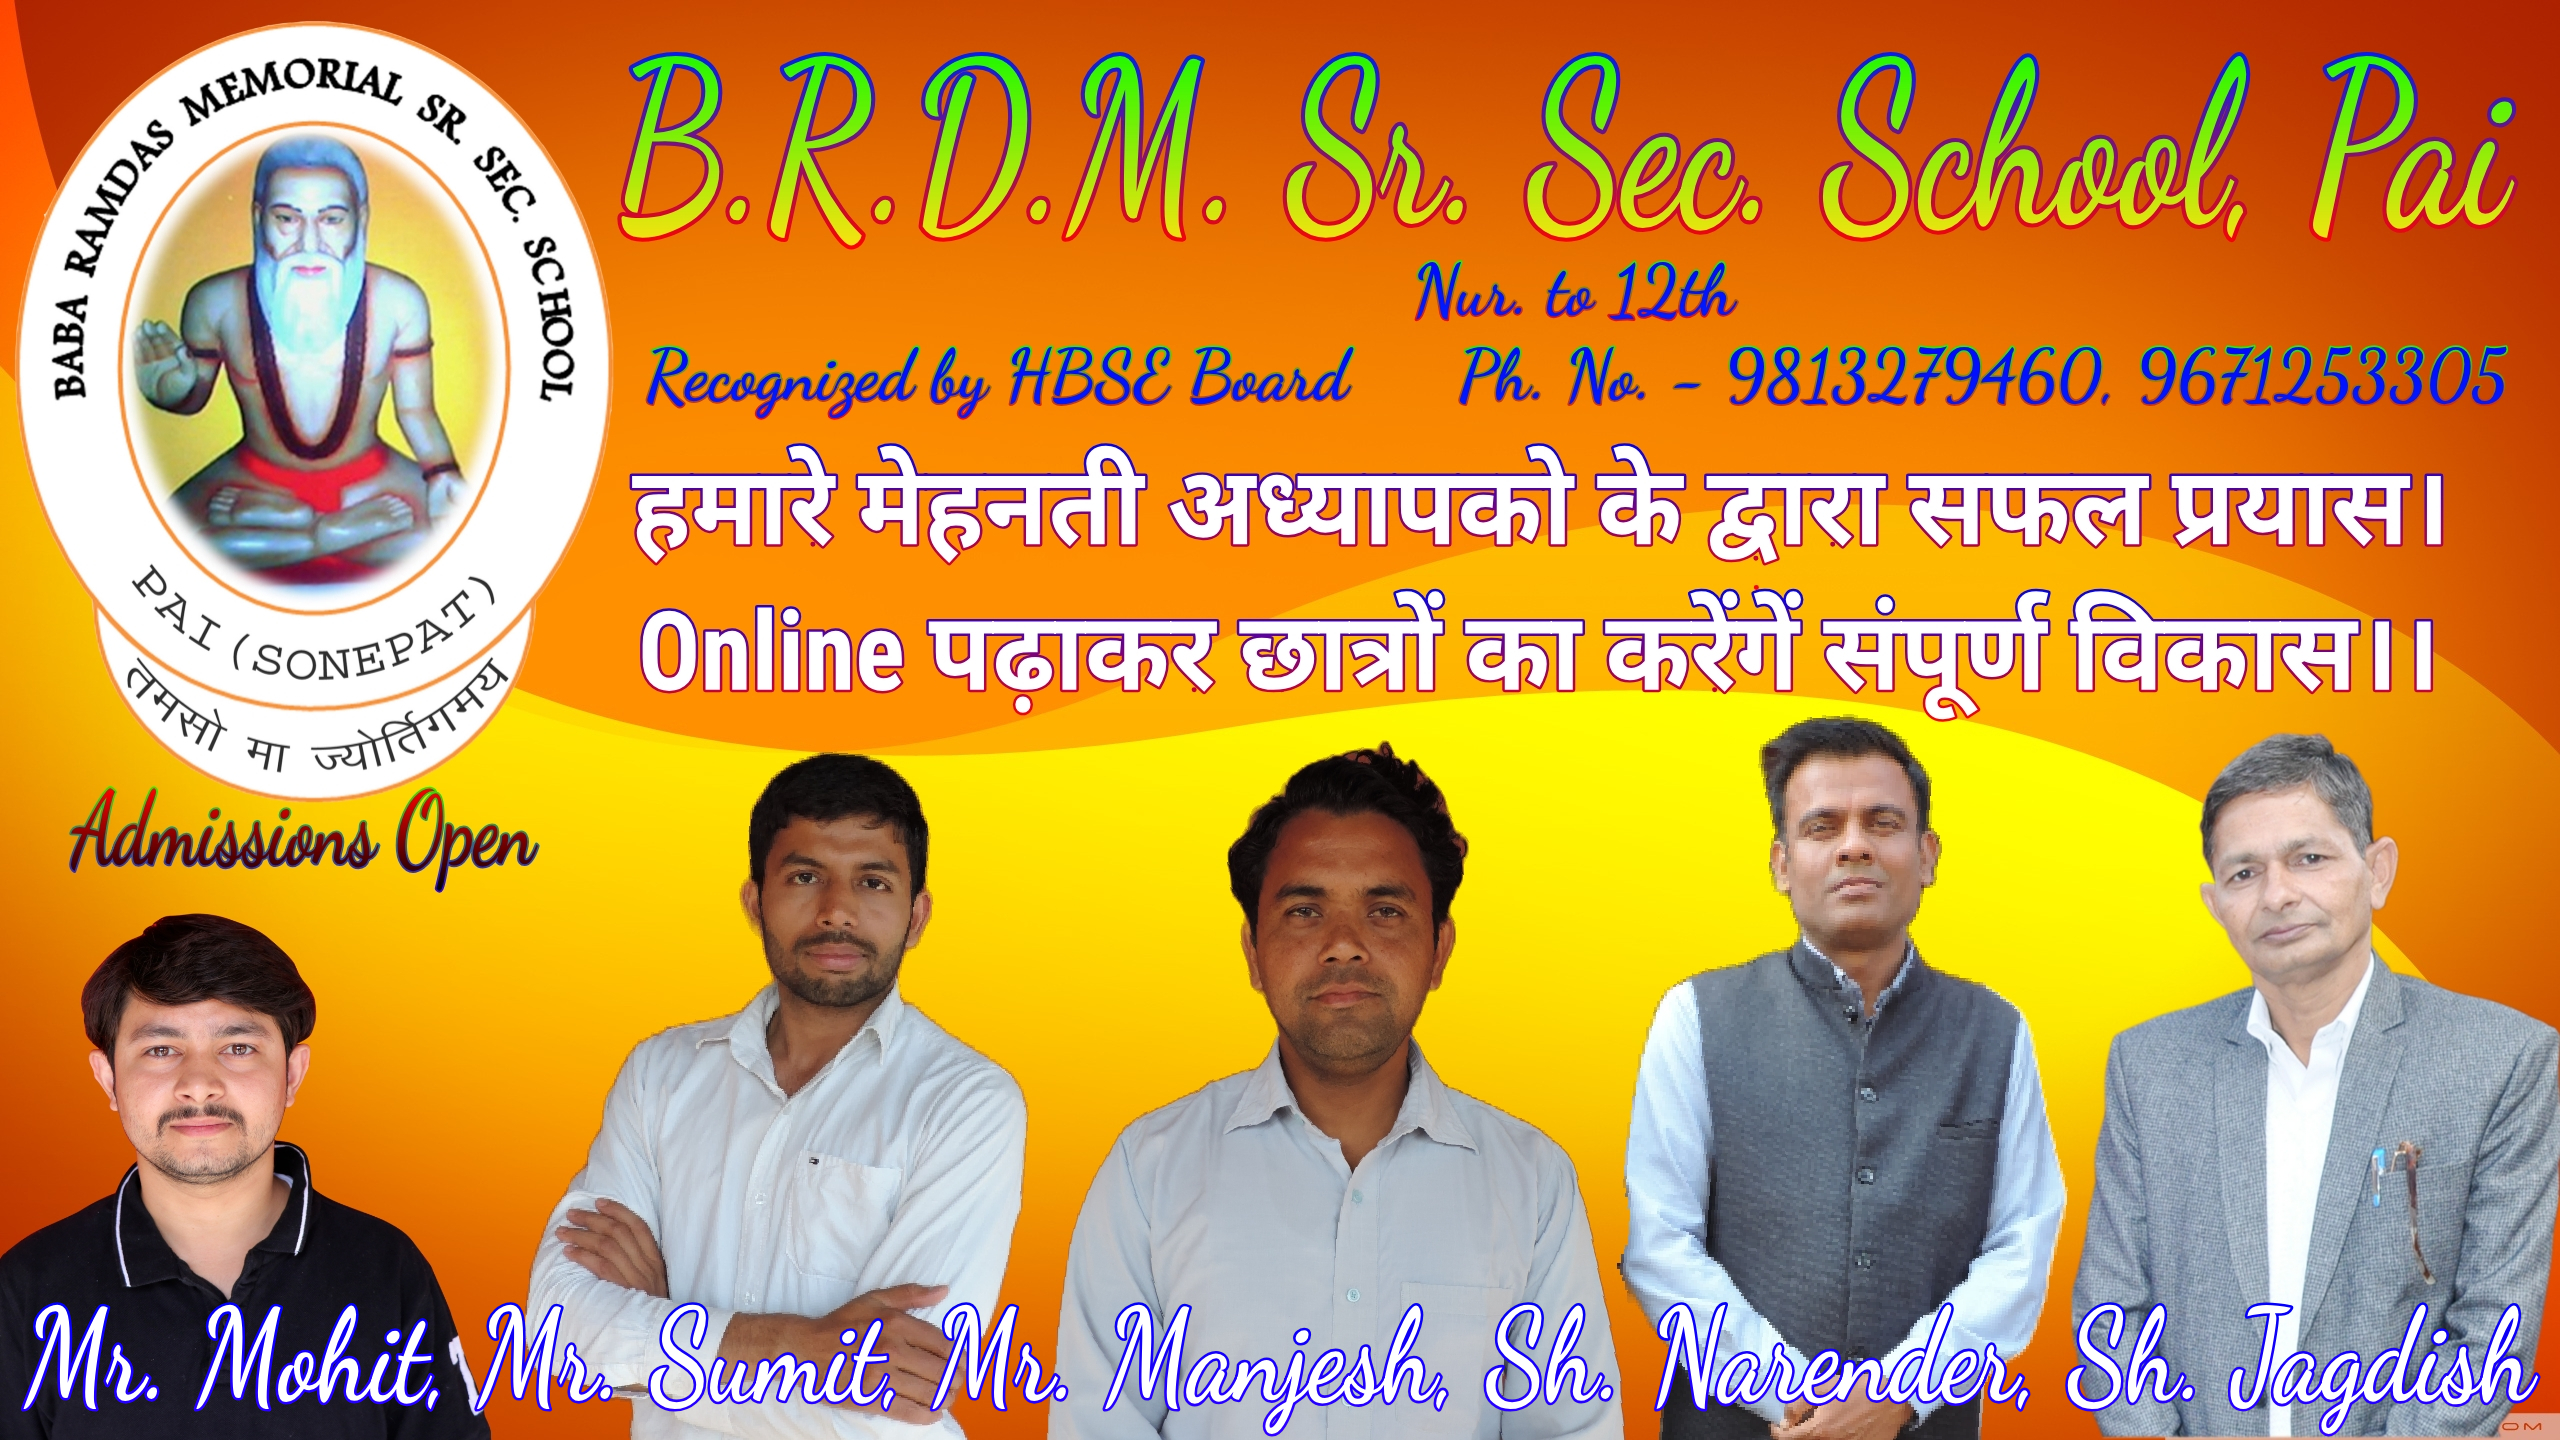 BABA RAMDAS MEMORIAL SR. SEC. SCHOOL
PAI (SONEPAT)
तमसो मा ज्योर्तिगमय
B.R.D.M. Sr. Sec. School, Pai
Nur. to 12th
Recognized by HBSE Board Ph. No. - 9813279460, 9671253305
हमारे मेहनती अध्यापको के द्वारा सफल प्रयास।
Online पढ़ाकर छात्रों का करेंगें संपूर्ण विकास।।
Admissions Open
Mr. Mohit, Mr. Sumit, Mr. Manjesh, Sh. Narender, Sh. Jagdish
OM